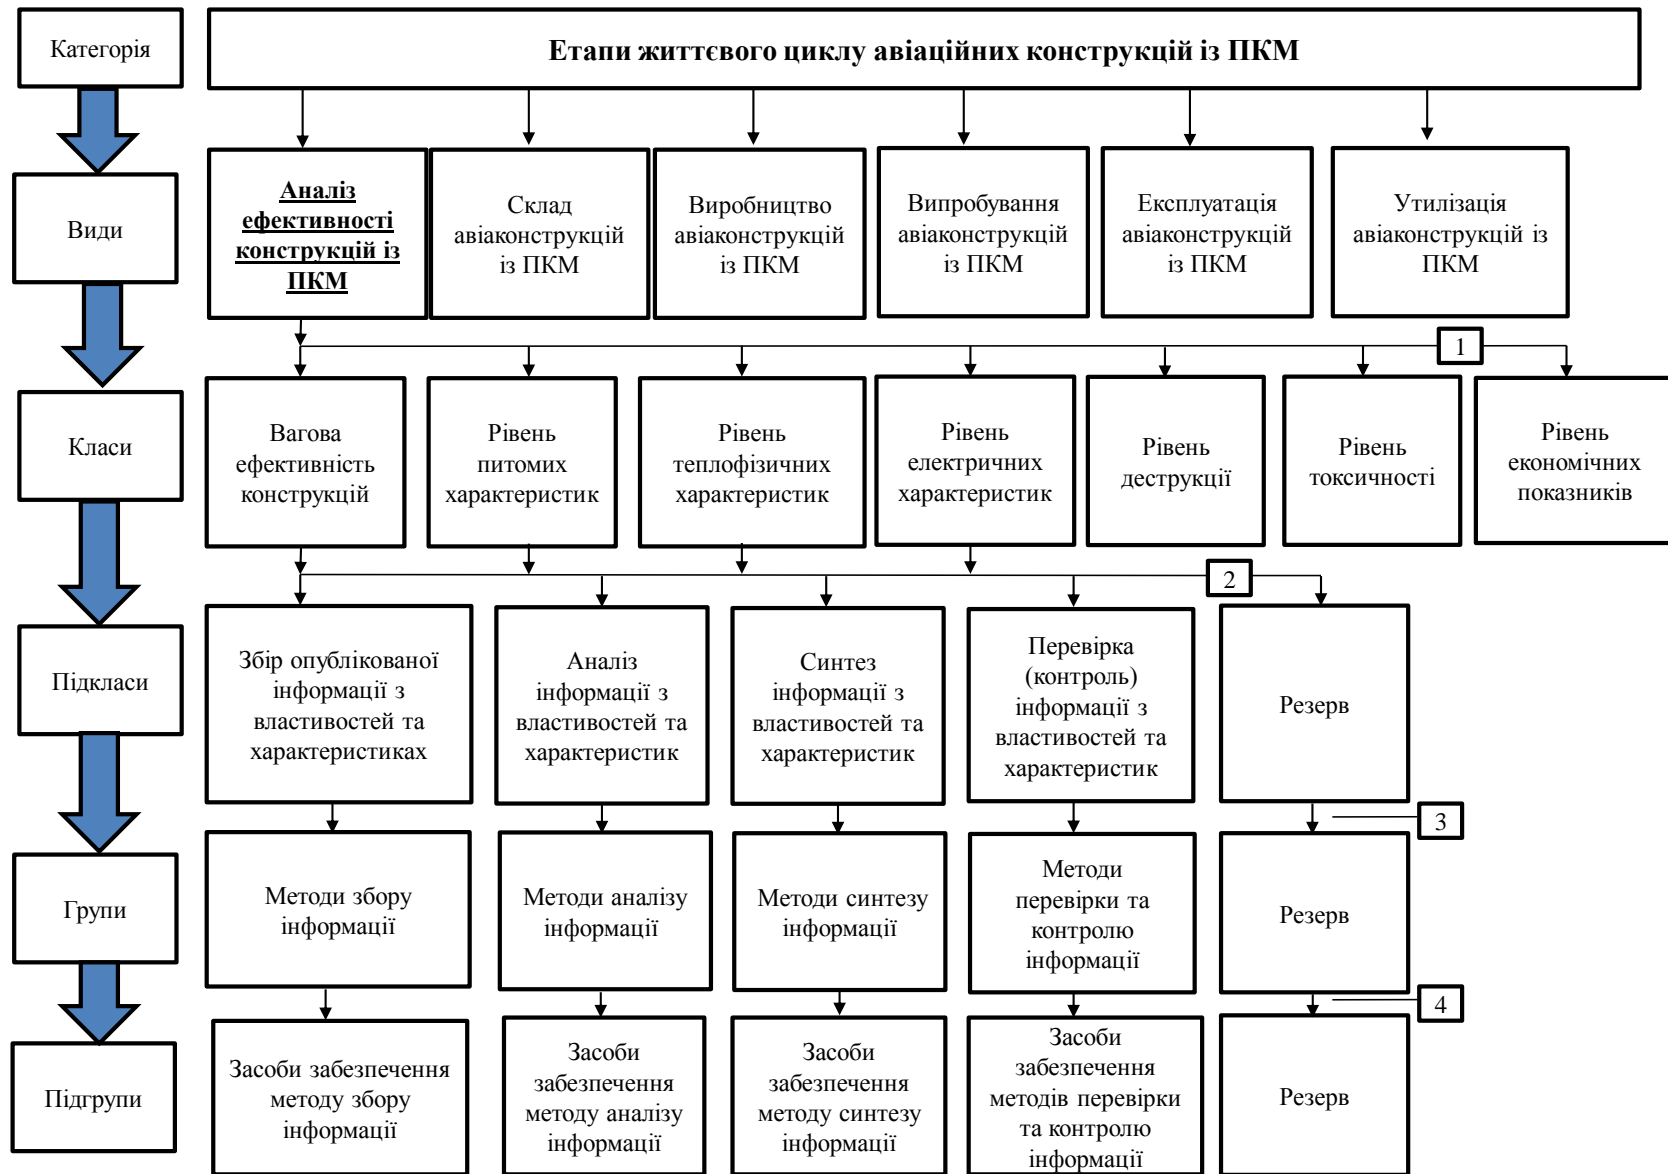 Категорія
Етапи життєвого циклу авіаційних конструкцій із ПКМ
Види
Аналіз
ефективності
конструкцій із
ПКМ
Склад
авіаконструкцій
із ПКМ
Виробництво
авіаконструкцій
із ПКМ
Випробування
авіаконструкцій
із ПКМ
Експлуатація
авіаконструкцій
із ПКМ
Утилізація
авіаконструкцій із
ПКМ
1
Класи
Вагова
ефективність
конструкцій
Рівень
питомих
характеристик
Рівень
теплофізичних
характеристик
Рівень
електричних
характеристик
Рівень
деструкції
Рівень
токсичності
Рівень
економічних
показників
2
Підкласи
Збір опублікованої
інформації з
властивостей та
характеристиках
Аналіз
інформації з
властивостей та
характеристик
Синтез
інформації з
властивостей та
характеристик
Перевірка
(контроль)
інформації з
властивостей та
характеристик
Резерв
3
Групи
Методи збору
інформації
Методи аналізу
інформації
Методи синтезу
інформації
Методи
перевірки та
контролю
інформації
Резерв
4
Підгрупи
Засоби забезпечення
методу збору
інформації
Засоби
забезпечення
методу аналізу
інформації
Засоби
забезпечення
методу синтезу
інформації
Засоби
забезпечення
методів перевірки
та контролю
інформації
Резерв